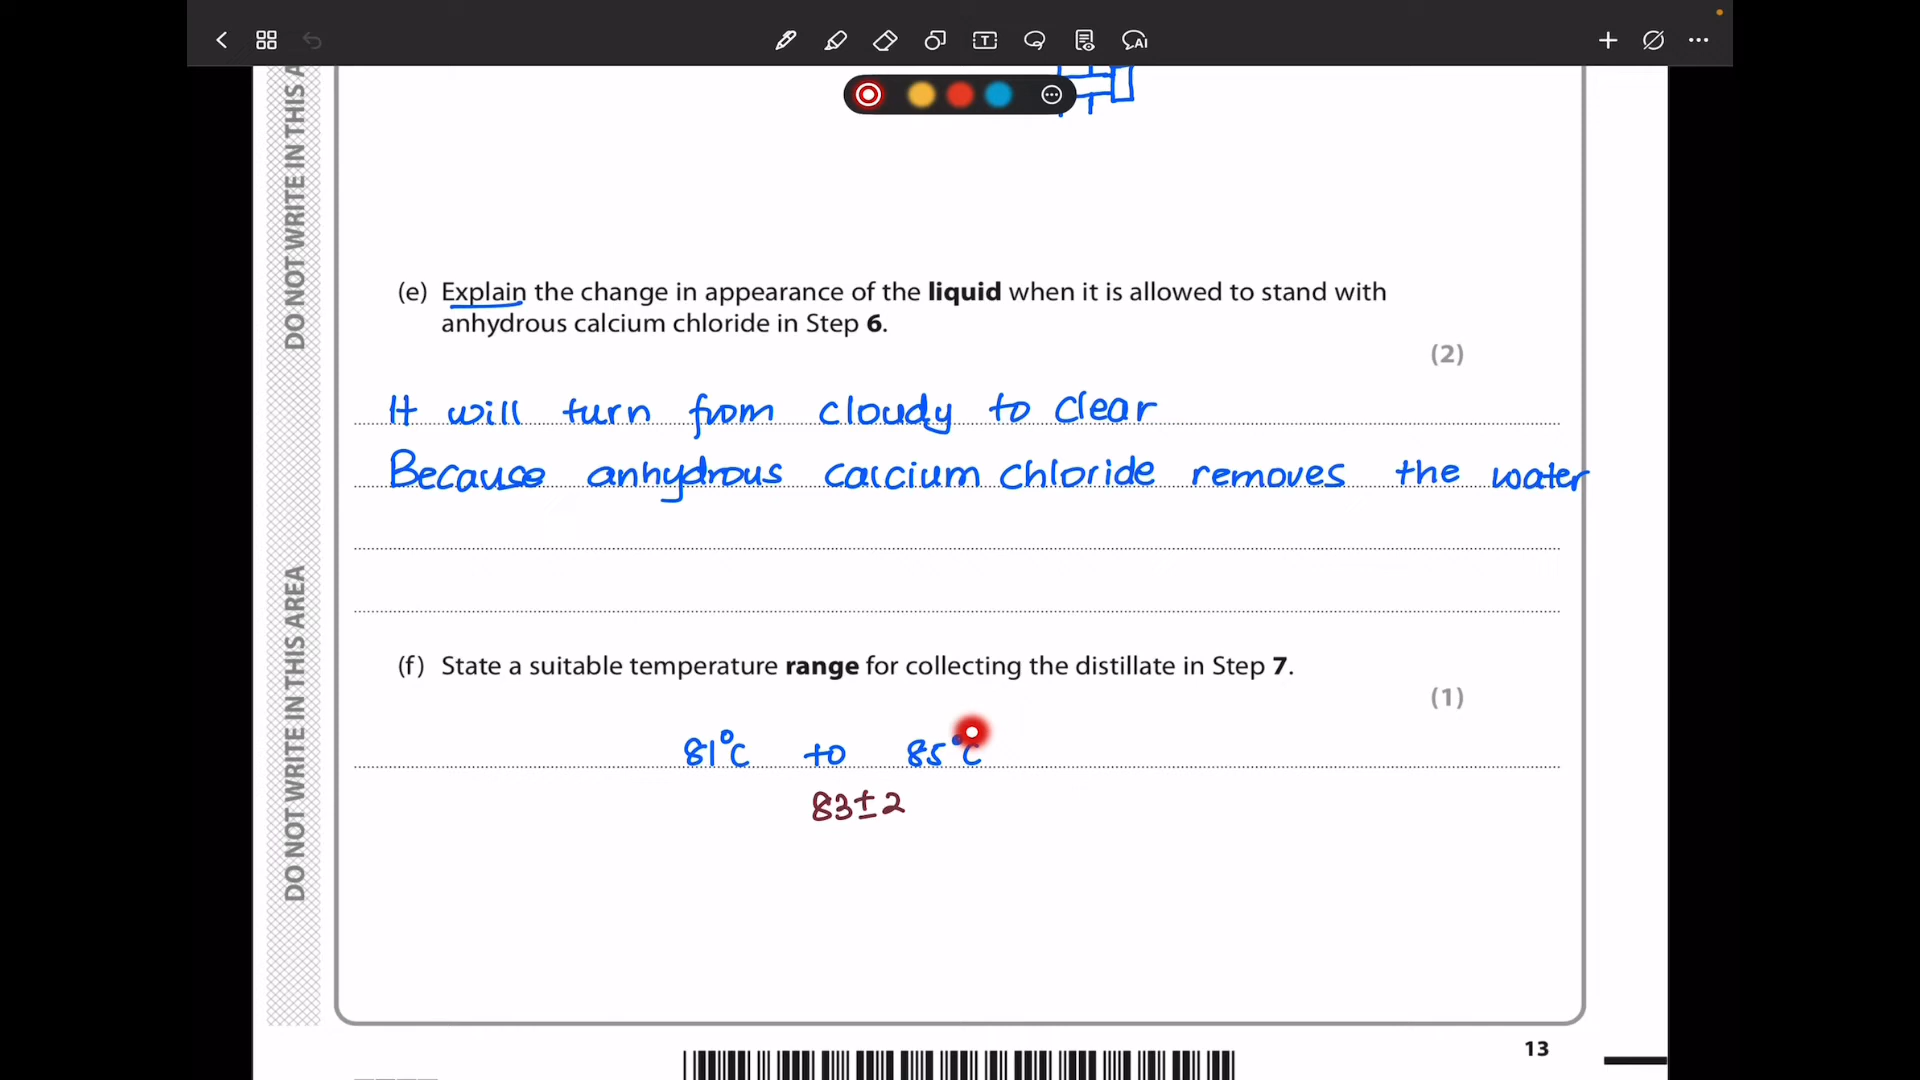 DO NOT WRITE IN THIS A
(e) Explain the change in appearance of the liquid when it is allowed to stand with
anhydrous calcium chloride in Step 6.
(2)
It will turn from cloudy to clear
Because anhydrous calcium chloride removes the water
DO NOT WRITE IN THIS AREA
(f) State a suitable temperature range for collecting the distillate in Step 7.
(1)
81°C to 85°C
83±2
13